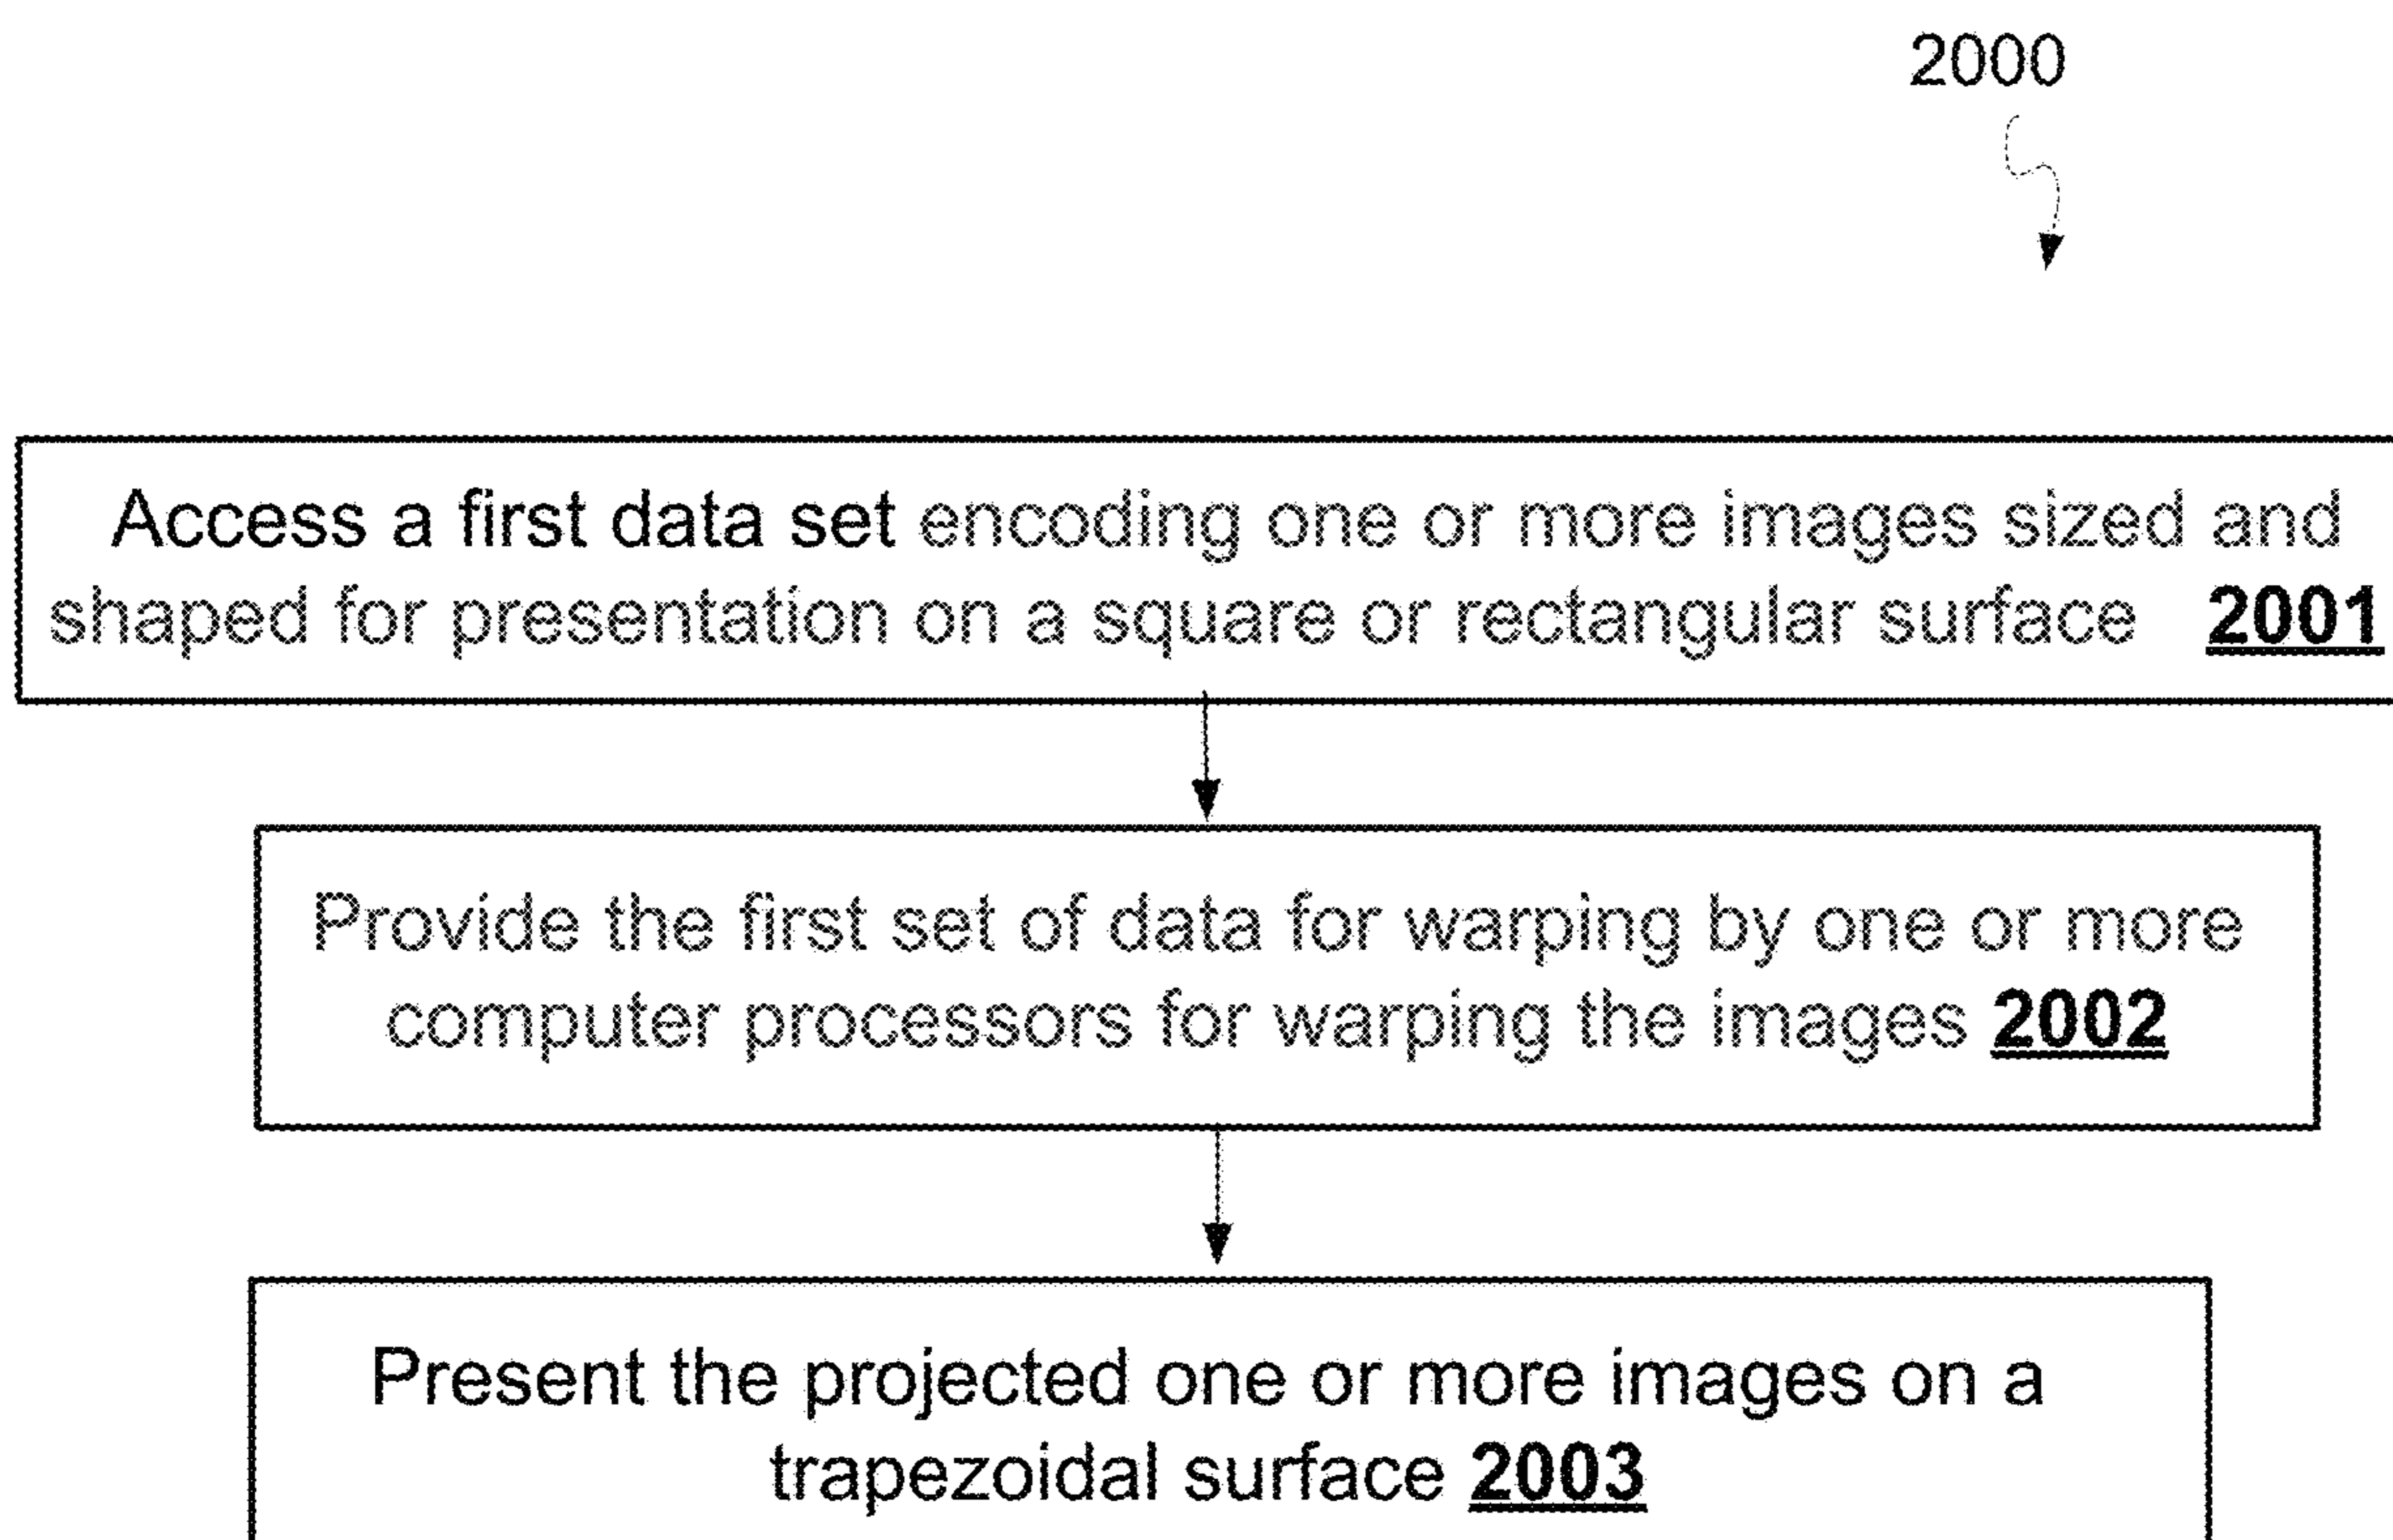 2000
Access a first data set encoding one or more images sized and
shaped for presentation on a square or rectangular surface 2001
Provide the first set of data for warping by one or more
computer processors for warping the images 2002
Present the projected one or more images on a
trapezoidal surface 2003